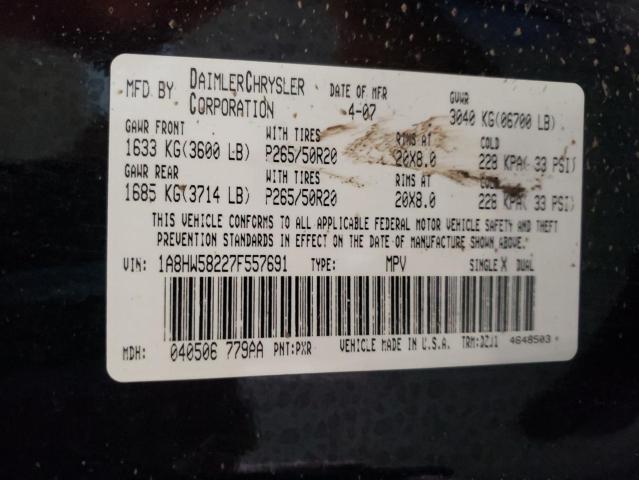 MFD BY DAIMLERCHRYSLER CORPORATION DATE OF MFR 4-07 GVWR 3040 KG(06700 LB)
GAWR FRONT WITH TIRES RIMS AT COLD
1633 KG(3600 LB) P265/50R20 20X8.0 228 KPA( 33 PSI)
GAWR REAR WITH TIRES RIMS AT COLD
1685 KG(3714 LB) P265/50R20 20X8.0 228 KPA( 33 PSI)
THIS VEHICLE CONFORMS TO ALL APPLICABLE FEDERAL MOTOR VEHICLE SAFETY AND THEFT
PREVENTION STANDARDS IN EFFECT ON THE DATE OF MANUFACTURE SHOWN ABOVE.
VIN: 1A8HW58227F557691 TYPE: MPV SINGLE X DUAL
MDH: 040506 779AA PNT:PXR VEHICLE MADE IN U.S.A. TRM: 4648503